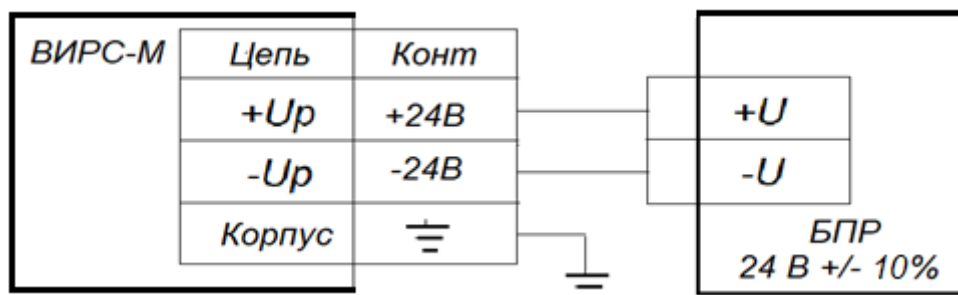 ВИРС-М
Цепь Конт
+Up +24В
-Up -24В
Корпус
+U
-U
БПР
24 В +/- 10%